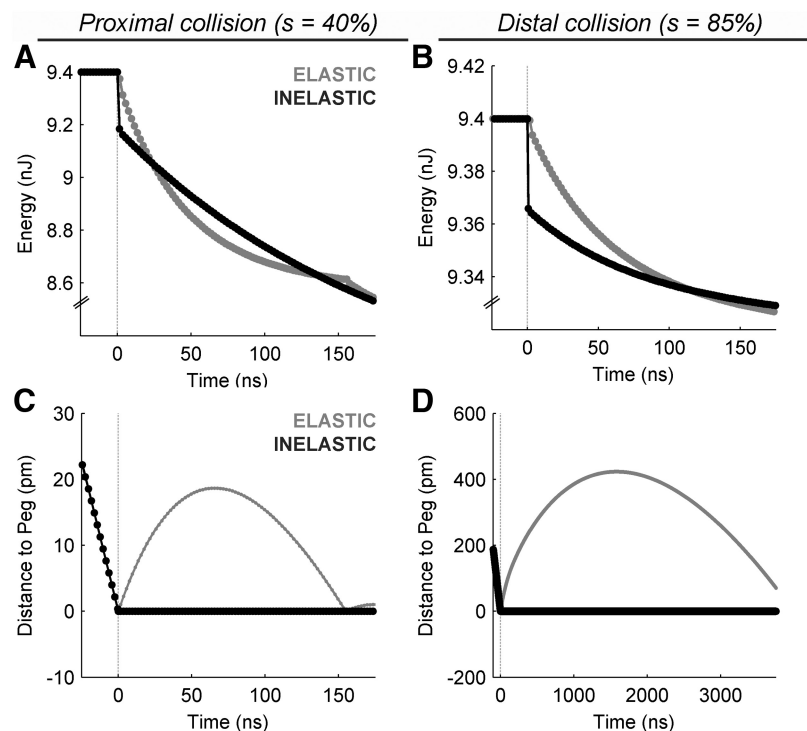 Proximal collision (s = 40%)
Distal collision (s = 85%)
A
9.4
9.2
9
8.8
8.6
Energy (nJ)
ELASTIC
INELASTIC
0
50
100
150
Time (ns)
B
9.42
9.4
9.38
9.36
9.34
Energy (nJ)
0
50
100
150
Time (ns)
C
30
20
10
0
-10
Distance to Peg (pm)
ELASTIC
INELASTIC
0
50
100
150
Time (ns)
D
600
400
200
0
-200
Distance to Peg (pm)
0
1000
2000
3000
Time (ns)